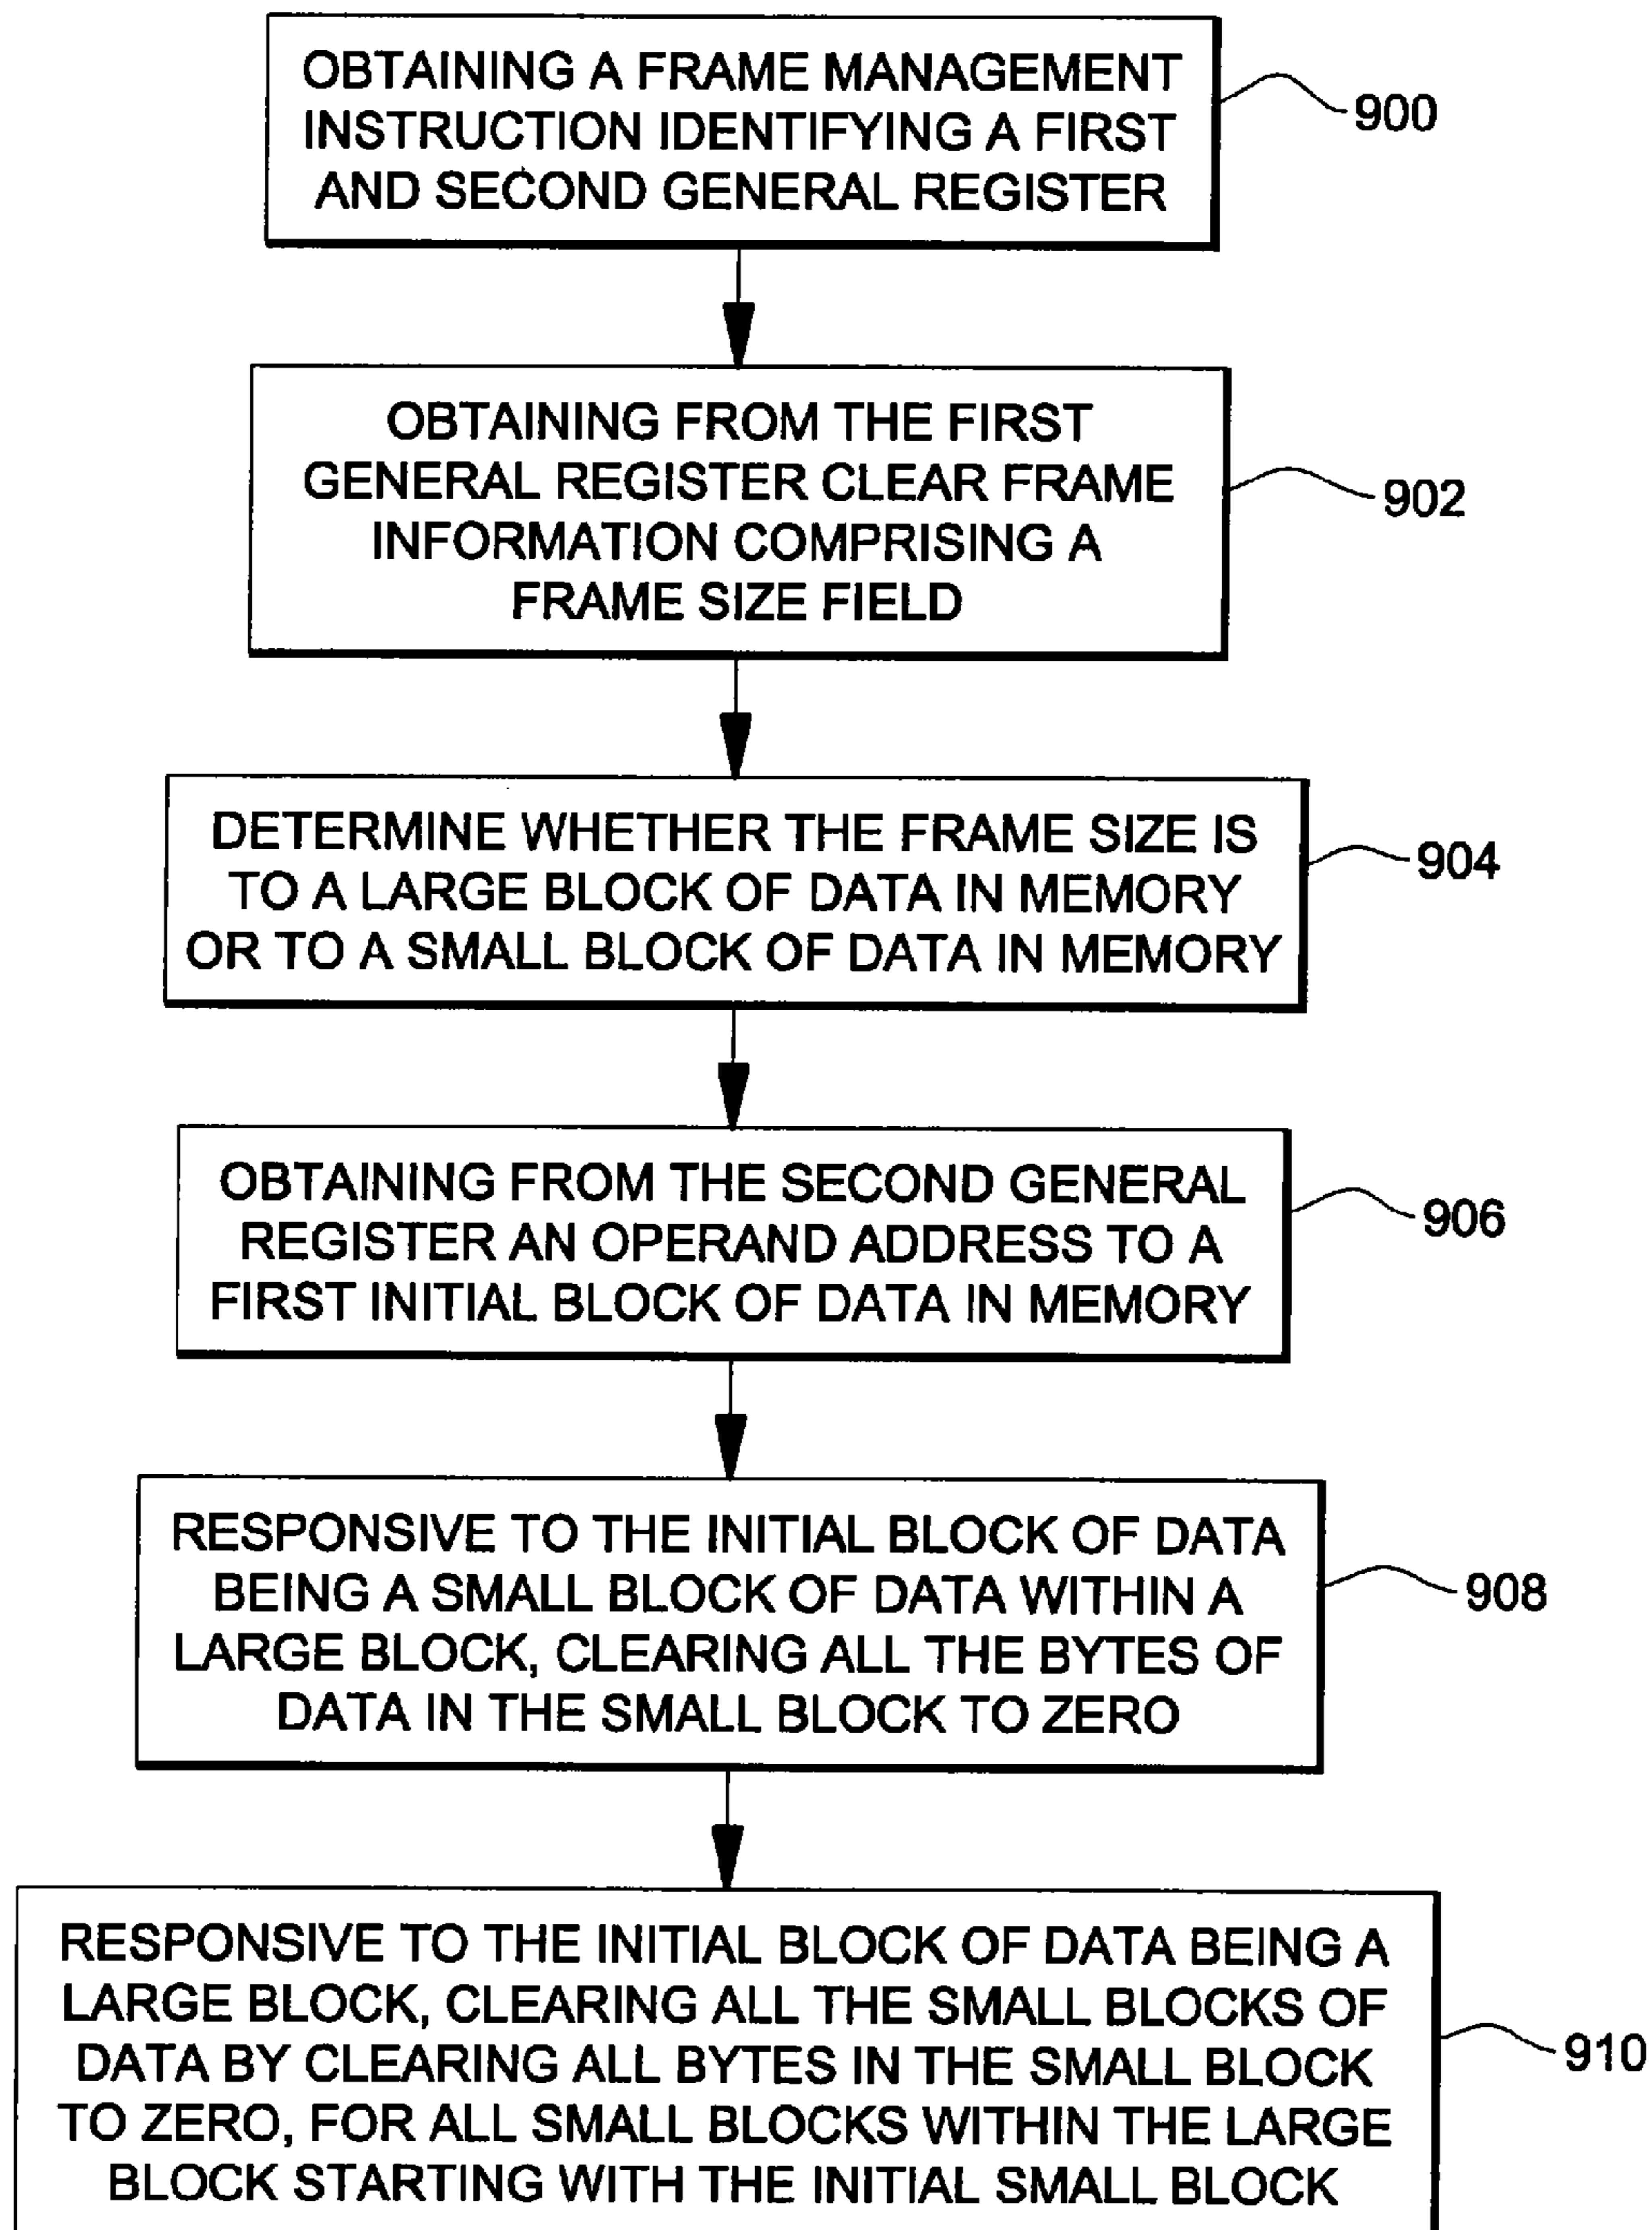 OBTAINING A FRAME MANAGEMENT
INSTRUCTION IDENTIFYING A FIRST
AND SECOND GENERAL REGISTER
900
OBTAINING FROM THE FIRST
GENERAL REGISTER CLEAR FRAME
INFORMATION COMPRISING A
FRAME SIZE FIELD
902
DETERMINE WHETHER THE FRAME SIZE IS
TO A LARGE BLOCK OF DATA IN MEMORY
OR TO A SMALL BLOCK OF DATA IN MEMORY
904
OBTAINING FROM THE SECOND GENERAL
REGISTER AN OPERAND ADDRESS TO A
FIRST INITIAL BLOCK OF DATA IN MEMORY
906
RESPONSIVE TO THE INITIAL BLOCK OF DATA
BEING A SMALL BLOCK OF DATA WITHIN A
LARGE BLOCK, CLEARING ALL THE BYTES OF
DATA IN THE SMALL BLOCK TO ZERO
908
RESPONSIVE TO THE INITIAL BLOCK OF DATA BEING A
LARGE BLOCK, CLEARING ALL THE SMALL BLOCKS OF
DATA BY CLEARING ALL BYTES IN THE SMALL BLOCK
TO ZERO, FOR ALL SMALL BLOCKS WITHIN THE LARGE
BLOCK STARTING WITH THE INITIAL SMALL BLOCK
910